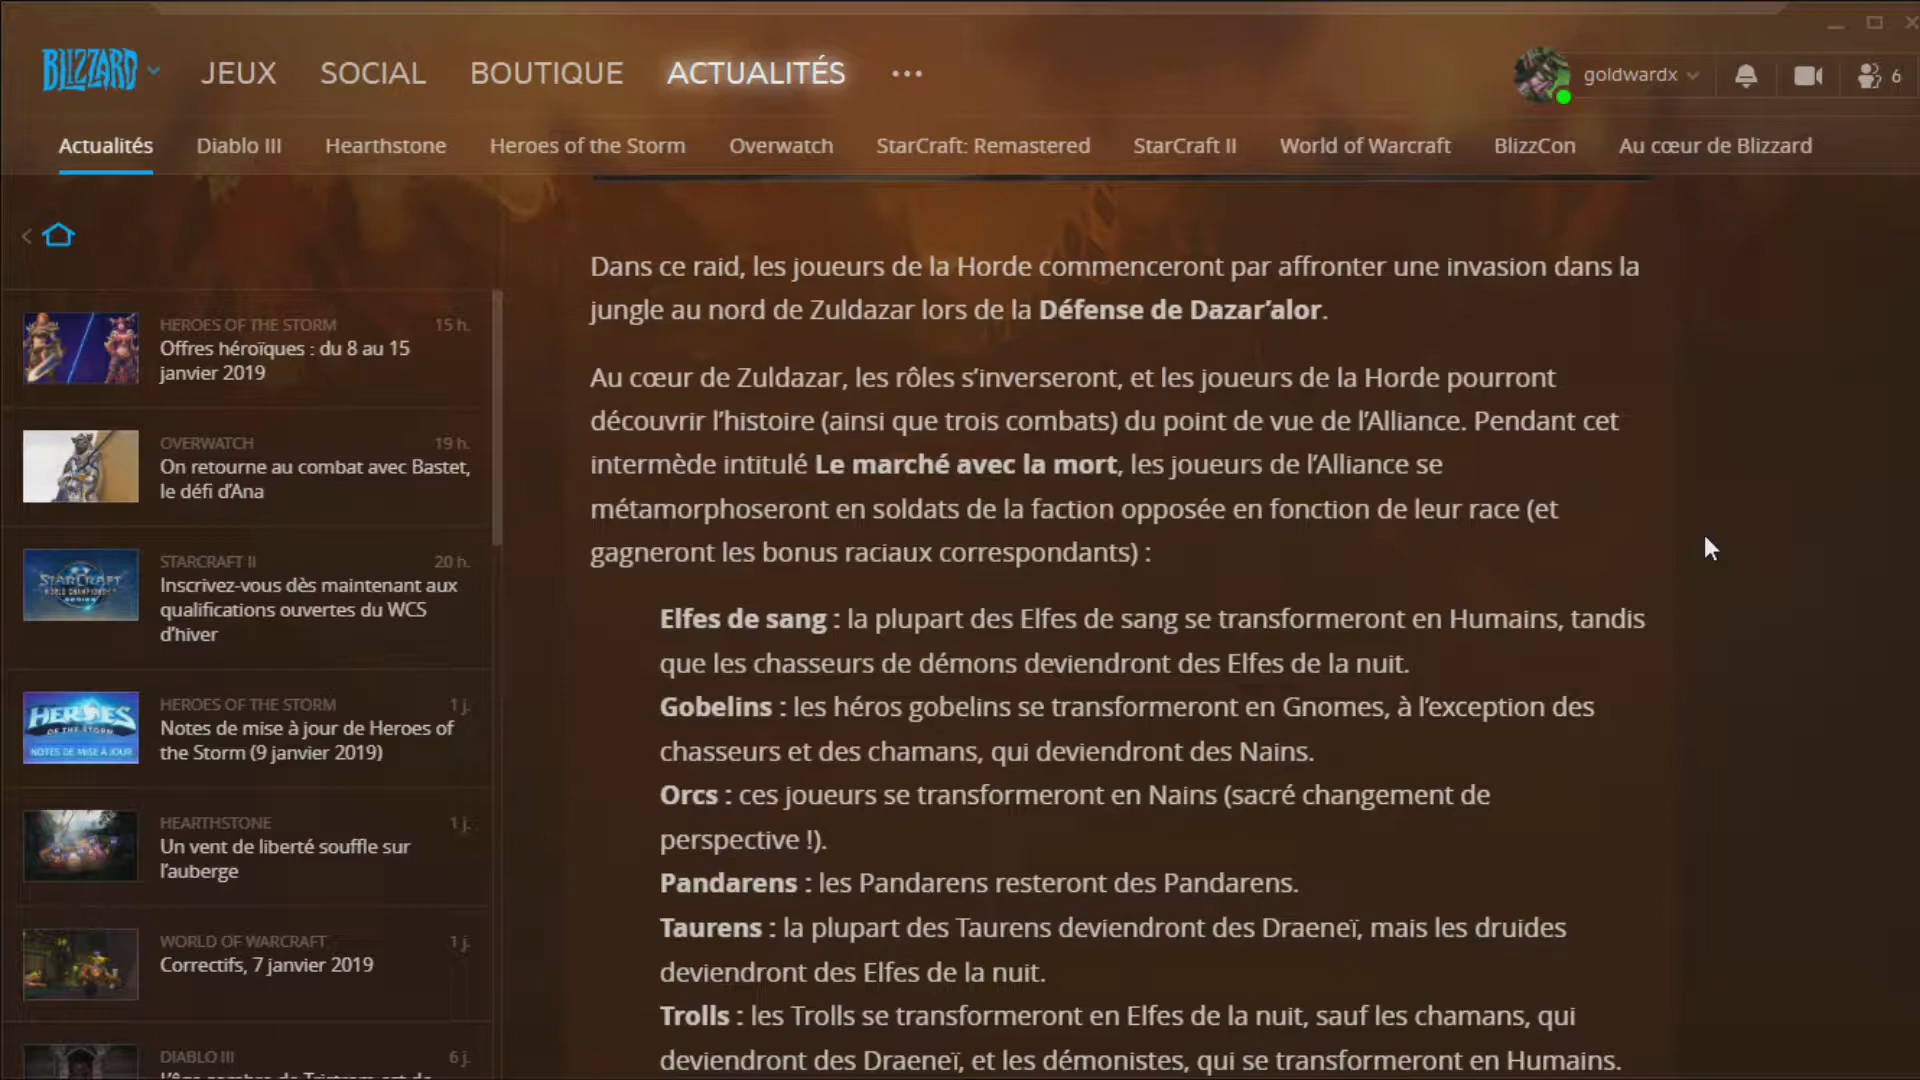 BLIZZARD
JEUX
SOCIAL
BOUTIQUE
ACTUALITÉS
goldwardx
6
Actualités
Diablo III
Hearthstone
Heroes of the Storm
Overwatch
StarCraft: Remastered
StarCraft II
World of Warcraft
BlizzCon
Au cœur de Blizzard
HEROES OF THE STORM
15 h.
Offres héroïques : du 8 au 15
janvier 2019
OVERWATCH
19 h.
On retourne au combat avec Bastet,
le défi d’Ana
STARCRAFT
WORLD CHAMPIONSHIP
SERIES
STARCRAFT II
20 h.
Inscrivez-vous dès maintenant aux
qualifications ouvertes du WCS
d’hiver
HEROES
OF THE STORM
NOTES DE MISE À JOUR
HEROES OF THE STORM
1 j.
Notes de mise à jour de Heroes of
the Storm (9 janvier 2019)
HEARTHSTONE
1 j.
Un vent de liberté souffle sur
l’auberge
WORLD OF WARCRAFT
1 j.
Correctifs, 7 janvier 2019
DIABLO III
6 j.
Dans ce raid, les joueurs de la Horde commenceront par affronter une invasion dans la
jungle au nord de Zuldazar lors de la Défense de Dazar’alor.
Au cœur de Zuldazar, les rôles s’inverseront, et les joueurs de la Horde pourront
découvrir l’histoire (ainsi que trois combats) du point de vue de l’Alliance. Pendant cet
intermède intitulé Le marché avec la mort, les joueurs de l’Alliance se
métamorphoseront en soldats de la faction opposée en fonction de leur race (et
gagneront les bonus raciaux correspondants) :
Elfes de sang : la plupart des Elfes de sang se transformeront en Humains, tandis
que les chasseurs de démons deviendront des Elfes de la nuit.
Gobelins : les héros gobelins se transformeront en Gnomes, à l’exception des
chasseurs et des chamans, qui deviendront des Nains.
Orcs : ces joueurs se transformeront en Nains (sacré changement de
perspective !).
Pandarens : les Pandarens resteront des Pandarens.
Taurens : la plupart des Taurens deviendront des Draeneï, mais les druides
deviendront des Elfes de la nuit.
Trolls : les Trolls se transformeront en Elfes de la nuit, sauf les chamans, qui
deviendront des Draeneï, et les démonistes, qui se transformeront en Humains.